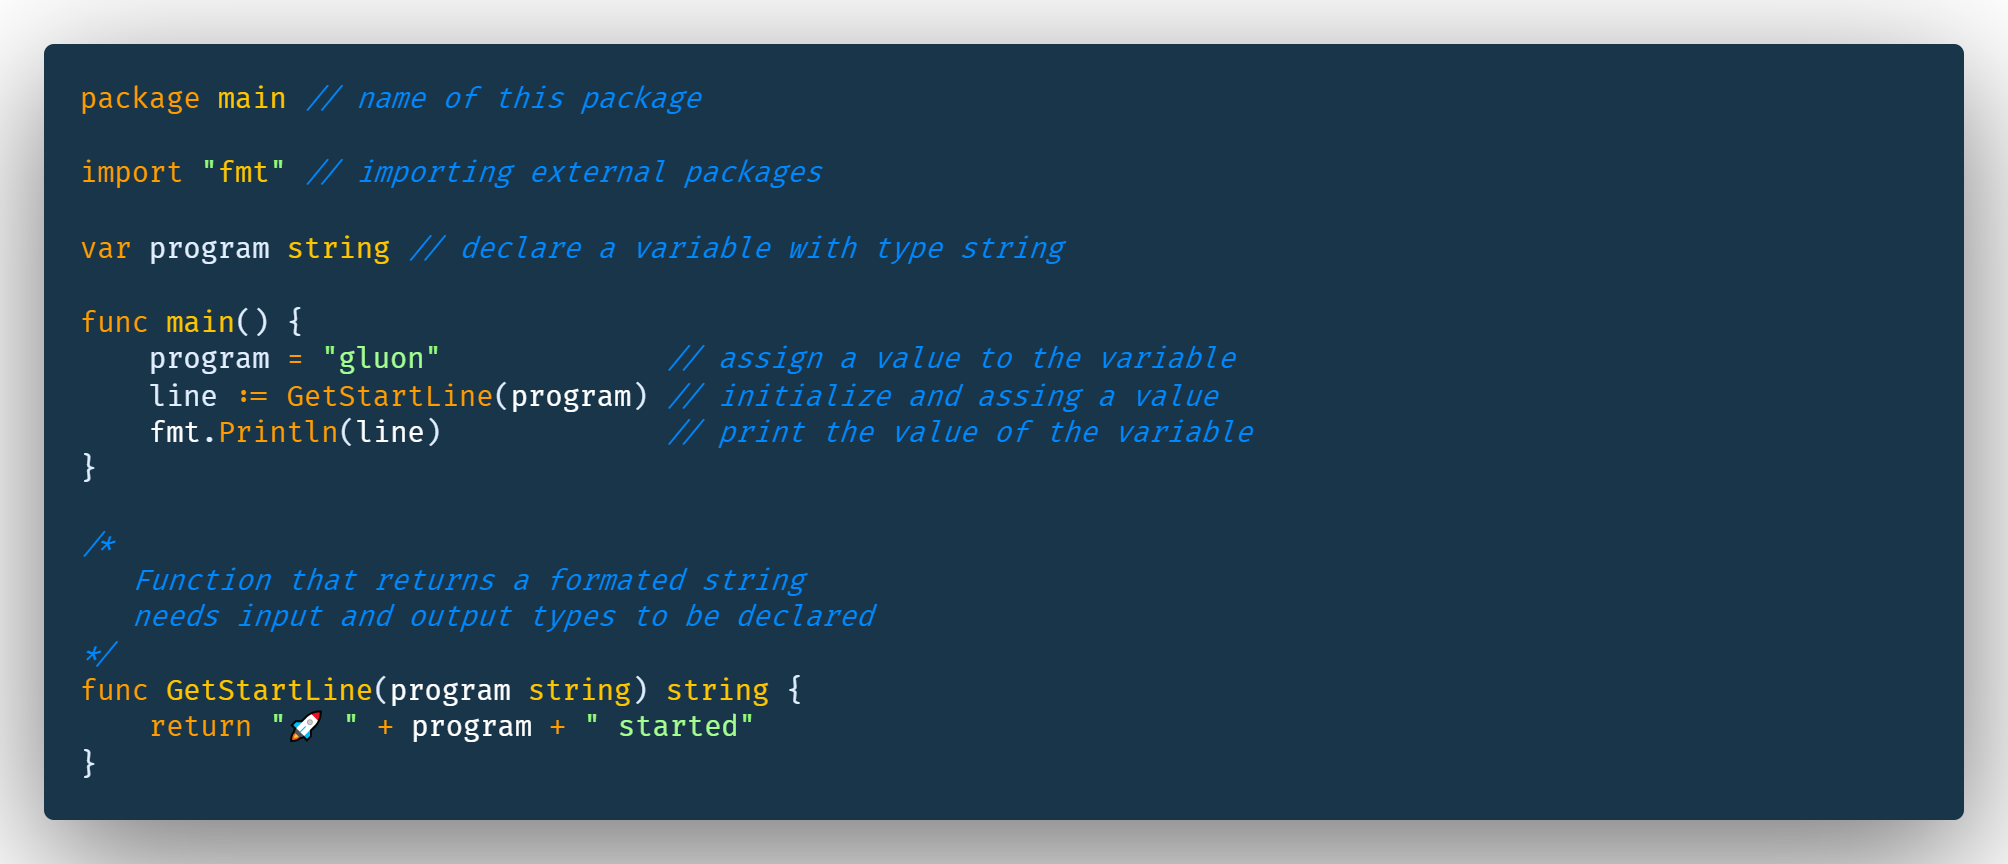 package main // name of this package
import "fmt" // importing external packages
var program string // declare a variable with type string
func main() {
    program = "gluon"             // assign a value to the variable
    line := GetStartLine(program) // initialize and assing a value
    fmt.Println(line)             // print the value of the variable
}
/*
   Function that returns a formated string
   needs input and output types to be declared
*/
func GetStartLine(program string) string {
    return "🚀 " + program + " started"
}